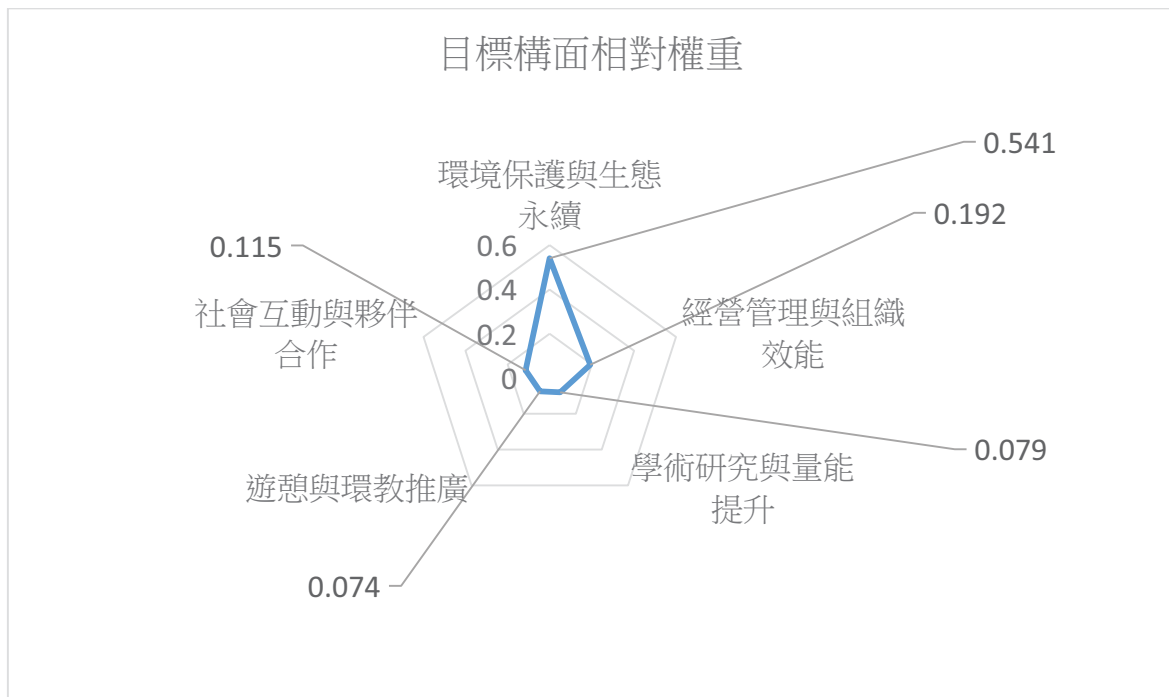 目標構面相對權重
0.541
環境保護與生態
永續
0.192
0.115
0.6
0.4
0.2
0
社會互動與夥伴
合作
經營管理與組織
效能
0.079
學術研究與量能
提升
遊憩與環教推廣
0.074